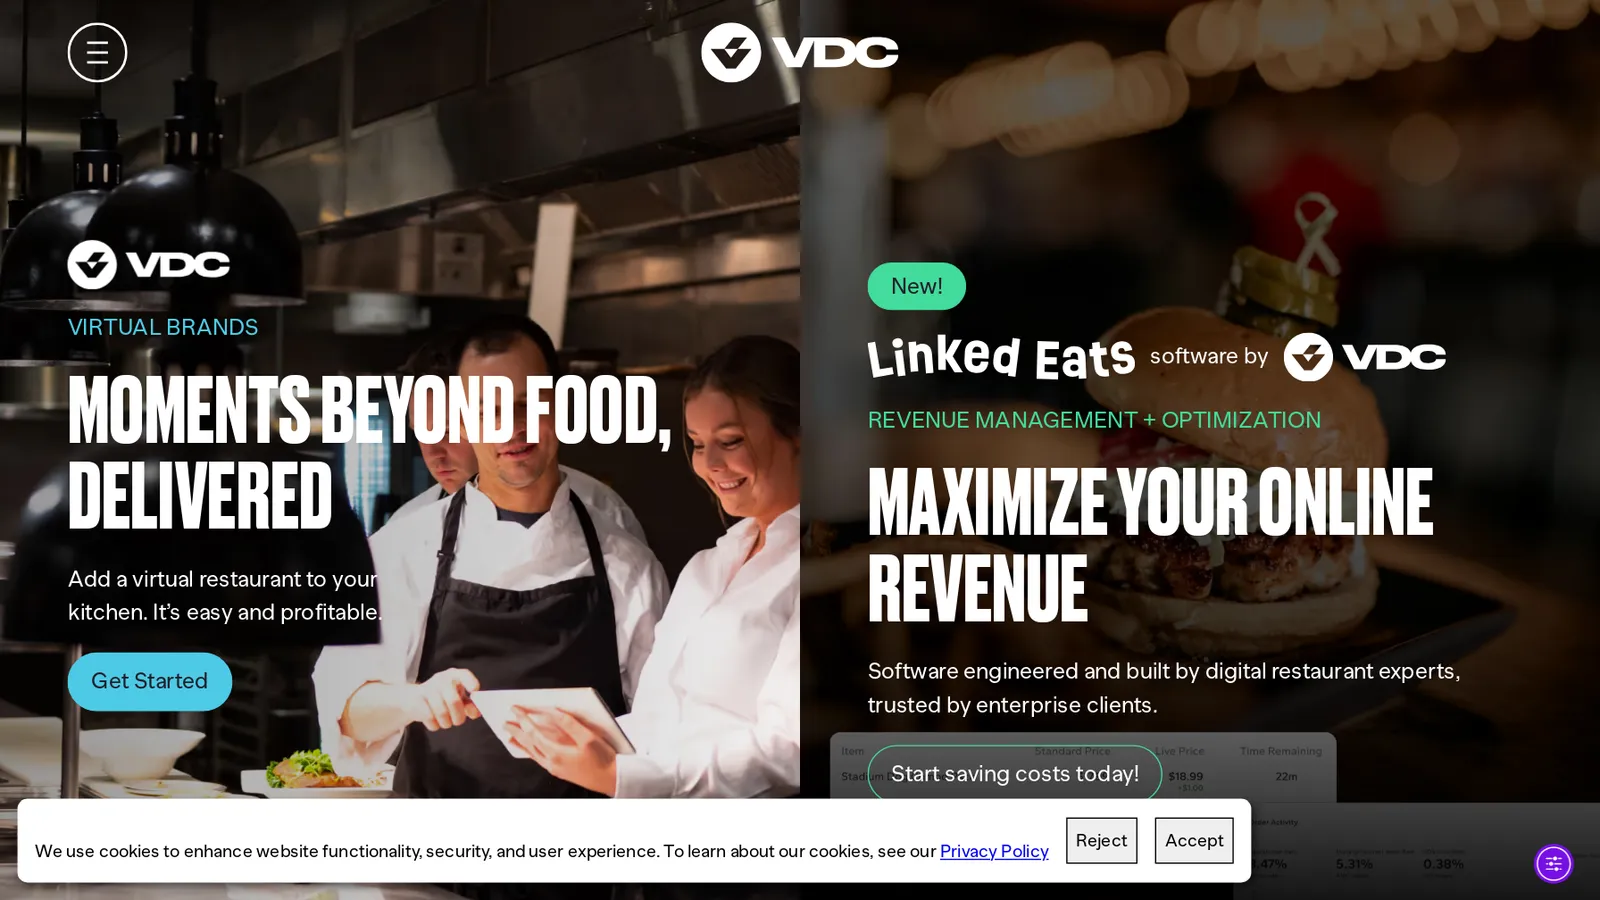 VDC
VDC
VIRTUAL BRANDS
MOMENTS BEYOND FOOD,
DELIVERED
Add a virtual restaurant to your
kitchen. It's easy and profitable.
Get Started
New!
Linked Eats software by VDC
REVENUE MANAGEMENT + OPTIMIZATION
MAXIMIZE YOUR ONLINE
REVENUE
Software engineered and built by digital restaurant experts,
trusted by enterprise clients.
Item Standard Price Live Price Time Remaining
Start saving costs today!
$18.99 22m
+$1.00
Activity
5.31% 0.38%
We use cookies to enhance website functionality, security, and user experience. To learn about our cookies, see our Privacy Policy
Reject Accept